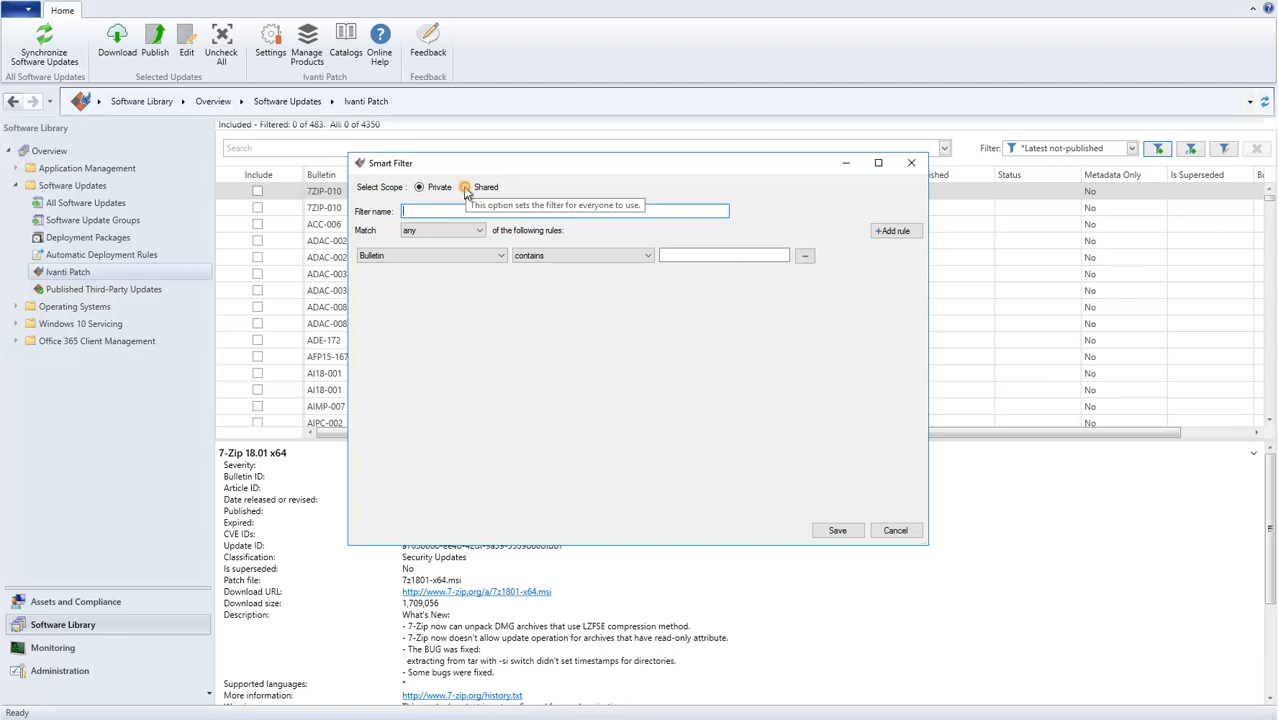 Home
Synchronize
Software Updates
Download
Publish
Edit
Uncheck
All
Settings
Manage
Products
Catalogs
Online
Help
Feedback
All Software Updates
Selected Updates
Ivanti Patch
Feedback
Software Library
Overview
Software Updates
Ivanti Patch
Software Library
Included - Filtered: 0 of 483. All: 0 of 4350
Overview
Application Management
Software Updates
All Software Updates
Software Update Groups
Deployment Packages
Automatic Deployment Rules
Ivanti Patch
Published Third-Party Updates
Operating Systems
Windows 10 Servicing
Office 365 Client Management
Search
Filter:
*Latest not-published
Include
Bulletin
Status
Metadata Only
Is Superseded
7ZIP-010
No
7ZIP-010
No
ACC-006
No
ADAC-002
No
ADAC-002
No
ADAC-003
No
ADAC-003
No
ADAC-008
No
ADAC-008
No
ADE-172
No
AFP15-167
No
AI18-001
No
AI18-001
No
AIMP-007
No
AIPC-002
No
Smart Filter
Select Scope :
Private
Shared
This option sets the filter for everyone to use.
Filter name:
Match
any
of the following rules:
+Add rule
Bulletin
contains
Save
Cancel
7-Zip 18.01 x64
Severity:
Bulletin ID:
Article ID:
Date released or revised:
Published:
Expired:
CVE IDs:
Update ID:
Classification:
Security Updates
Is superseded:
No
Patch file:
7z1801-x64.msi
Download URL:
http://www.7-zip.org/a/7z1801-x64.msi
Download size:
1,709,056
Description:
What's New:
- 7-Zip now can unpack DMG archives that use LZFSE compression method.
- 7-Zip now doesn't allow update operation for archives that have read-only attribute.
- The BUG was fixed:
extracting from tar with -si switch didn't set timestamps for directories.
- Some bugs were fixed.
Supported languages:
*
More information:
http://www.7-zip.org/history.txt
Assets and Compliance
Software Library
Monitoring
Administration
Ready